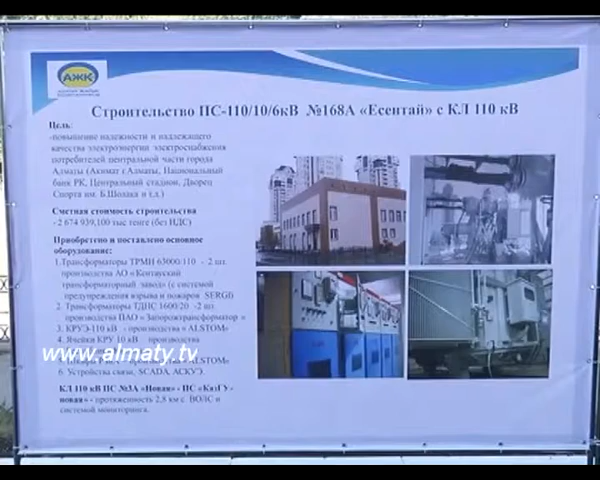 АЖК
Строительство ПС-110/10/6кВ №168А «Есентай» с КЛ 110 кВ
Цель:
-повышение надежности и надлежащего
качества электроэнергии электроснабжения
потребителей центральной части города
Алматы (Акимат г.Алматы, Национальный
банк РК, Центральный стадион, Дворец
Спорта им. Б.Шолака и т.д.)
Сметная стоимость строительства
- 2 674 939,100 тыс тенге (без НДС)
Приобретено и поставлено основное
оборудование:
1.Трансформаторы ТРМН 63000/110 - 2 шт.
производства АО «Кентауский
трансформаторный завод» (с системой
предупреждения взрыва и пожаров SERGI)
2. Трансформаторы ТДНС 1600/20 -2 шт.
производства ПАО «Запорожтрансформатор»
3. КРУЭ-110 кВ - производства «ALSTOM»
4. Ячейки КРУ 10 кВ производства
www.almaty.tv
«ALSTOM»
6. Устройства связи, SCADA, АСКУЭ.
КЛ 110 кВ ПС №3А «Новая» - ПС «КазГУ-
новая» - протяженность 2,8 км с ВОЛС и
системой мониторинга.